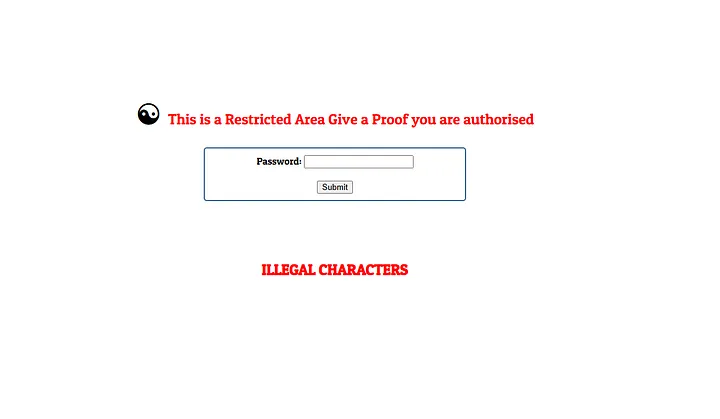 This is a Restricted Area Give a Proof you are authorised
Password:
Submit
ILLEGAL CHARACTERS